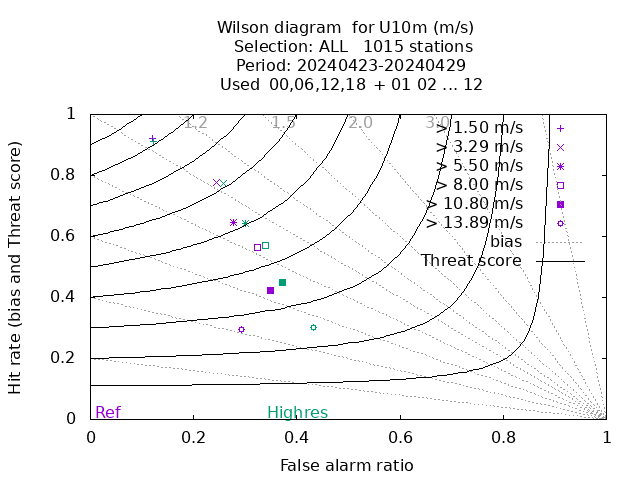 Wilson diagram  for U10m (m/s)
Selection: ALL   1015 stations
Period: 20240423-20240429
Used  00,06,12,18  + 01 02 ... 12
1.2 1.5 2.0 3.0
> 1.50 m/s
> 3.29 m/s
> 5.50 m/s
> 8.00 m/s
> 10.80 m/s
> 13.89 m/s
bias
Threat score
Hit rate (bias and Threat score)
1
0.8
0.6
0.4
0.2
0
Ref Highres
0 0.2 0.4 0.6 0.8 1
False alarm ratio